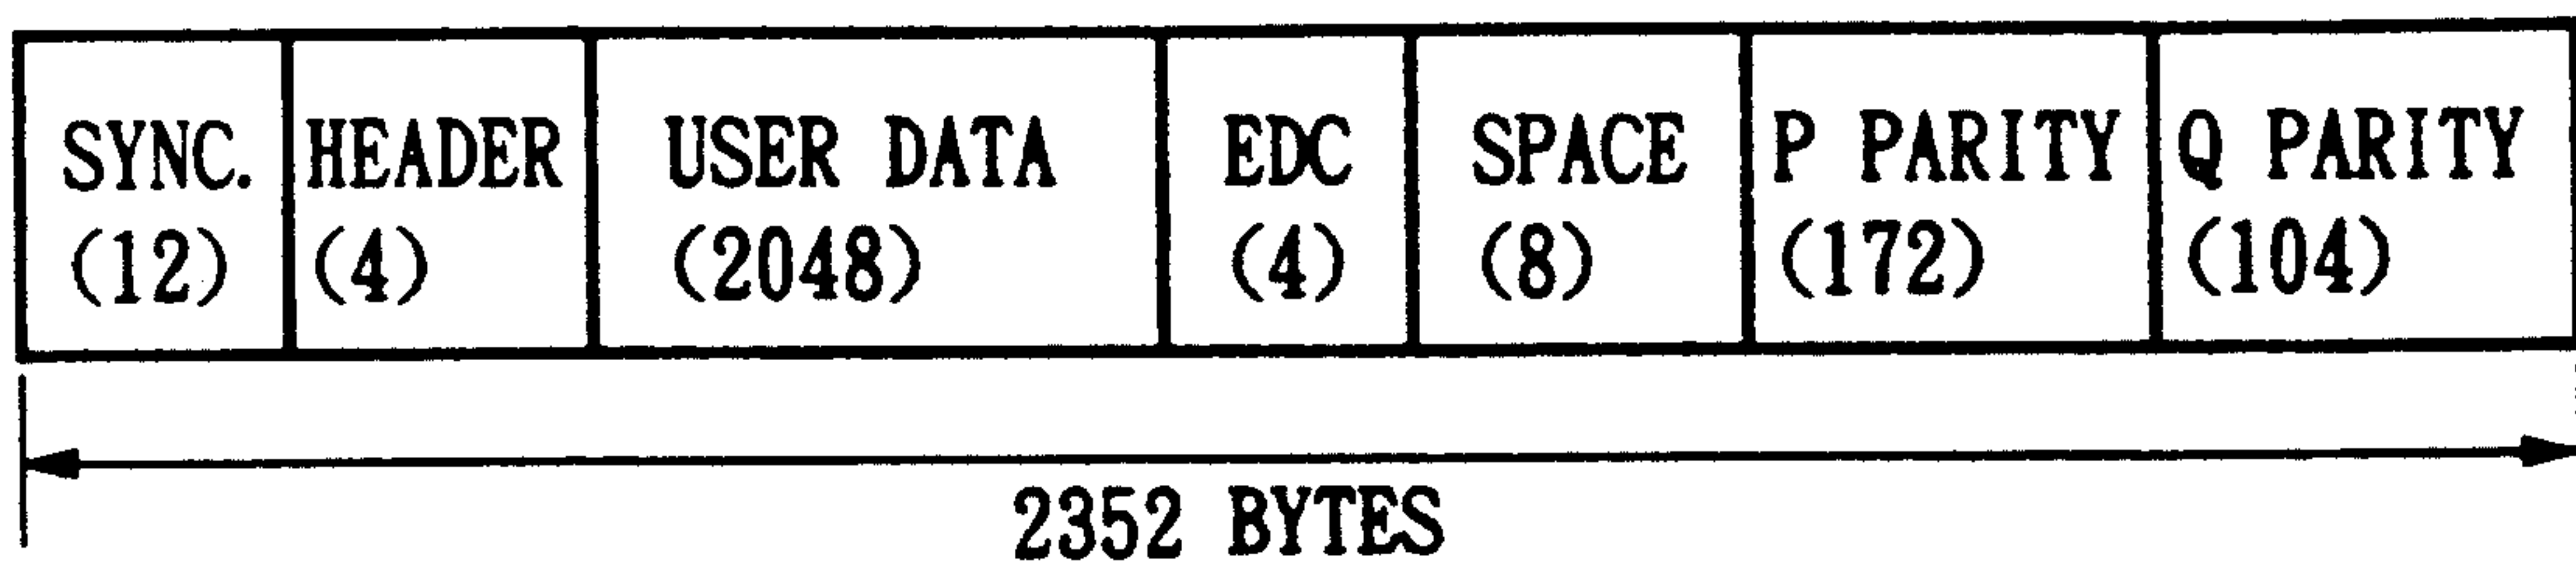 SYNC. HEADER USER DATA EDC SPACE P PARITY Q PARITY
(12) (4) (2048) (4) (8) (172) (104)
2352 BYTES